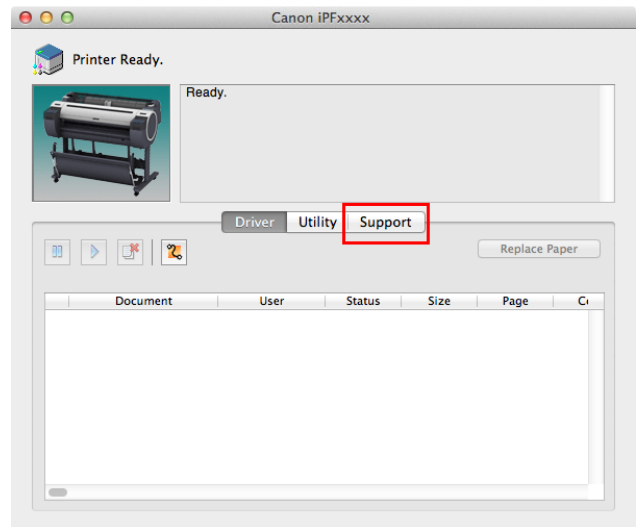 Canon iPFxxxx
Printer Ready.
Ready.
Driver Utility Support
Replace Paper
Document User Status Size Page